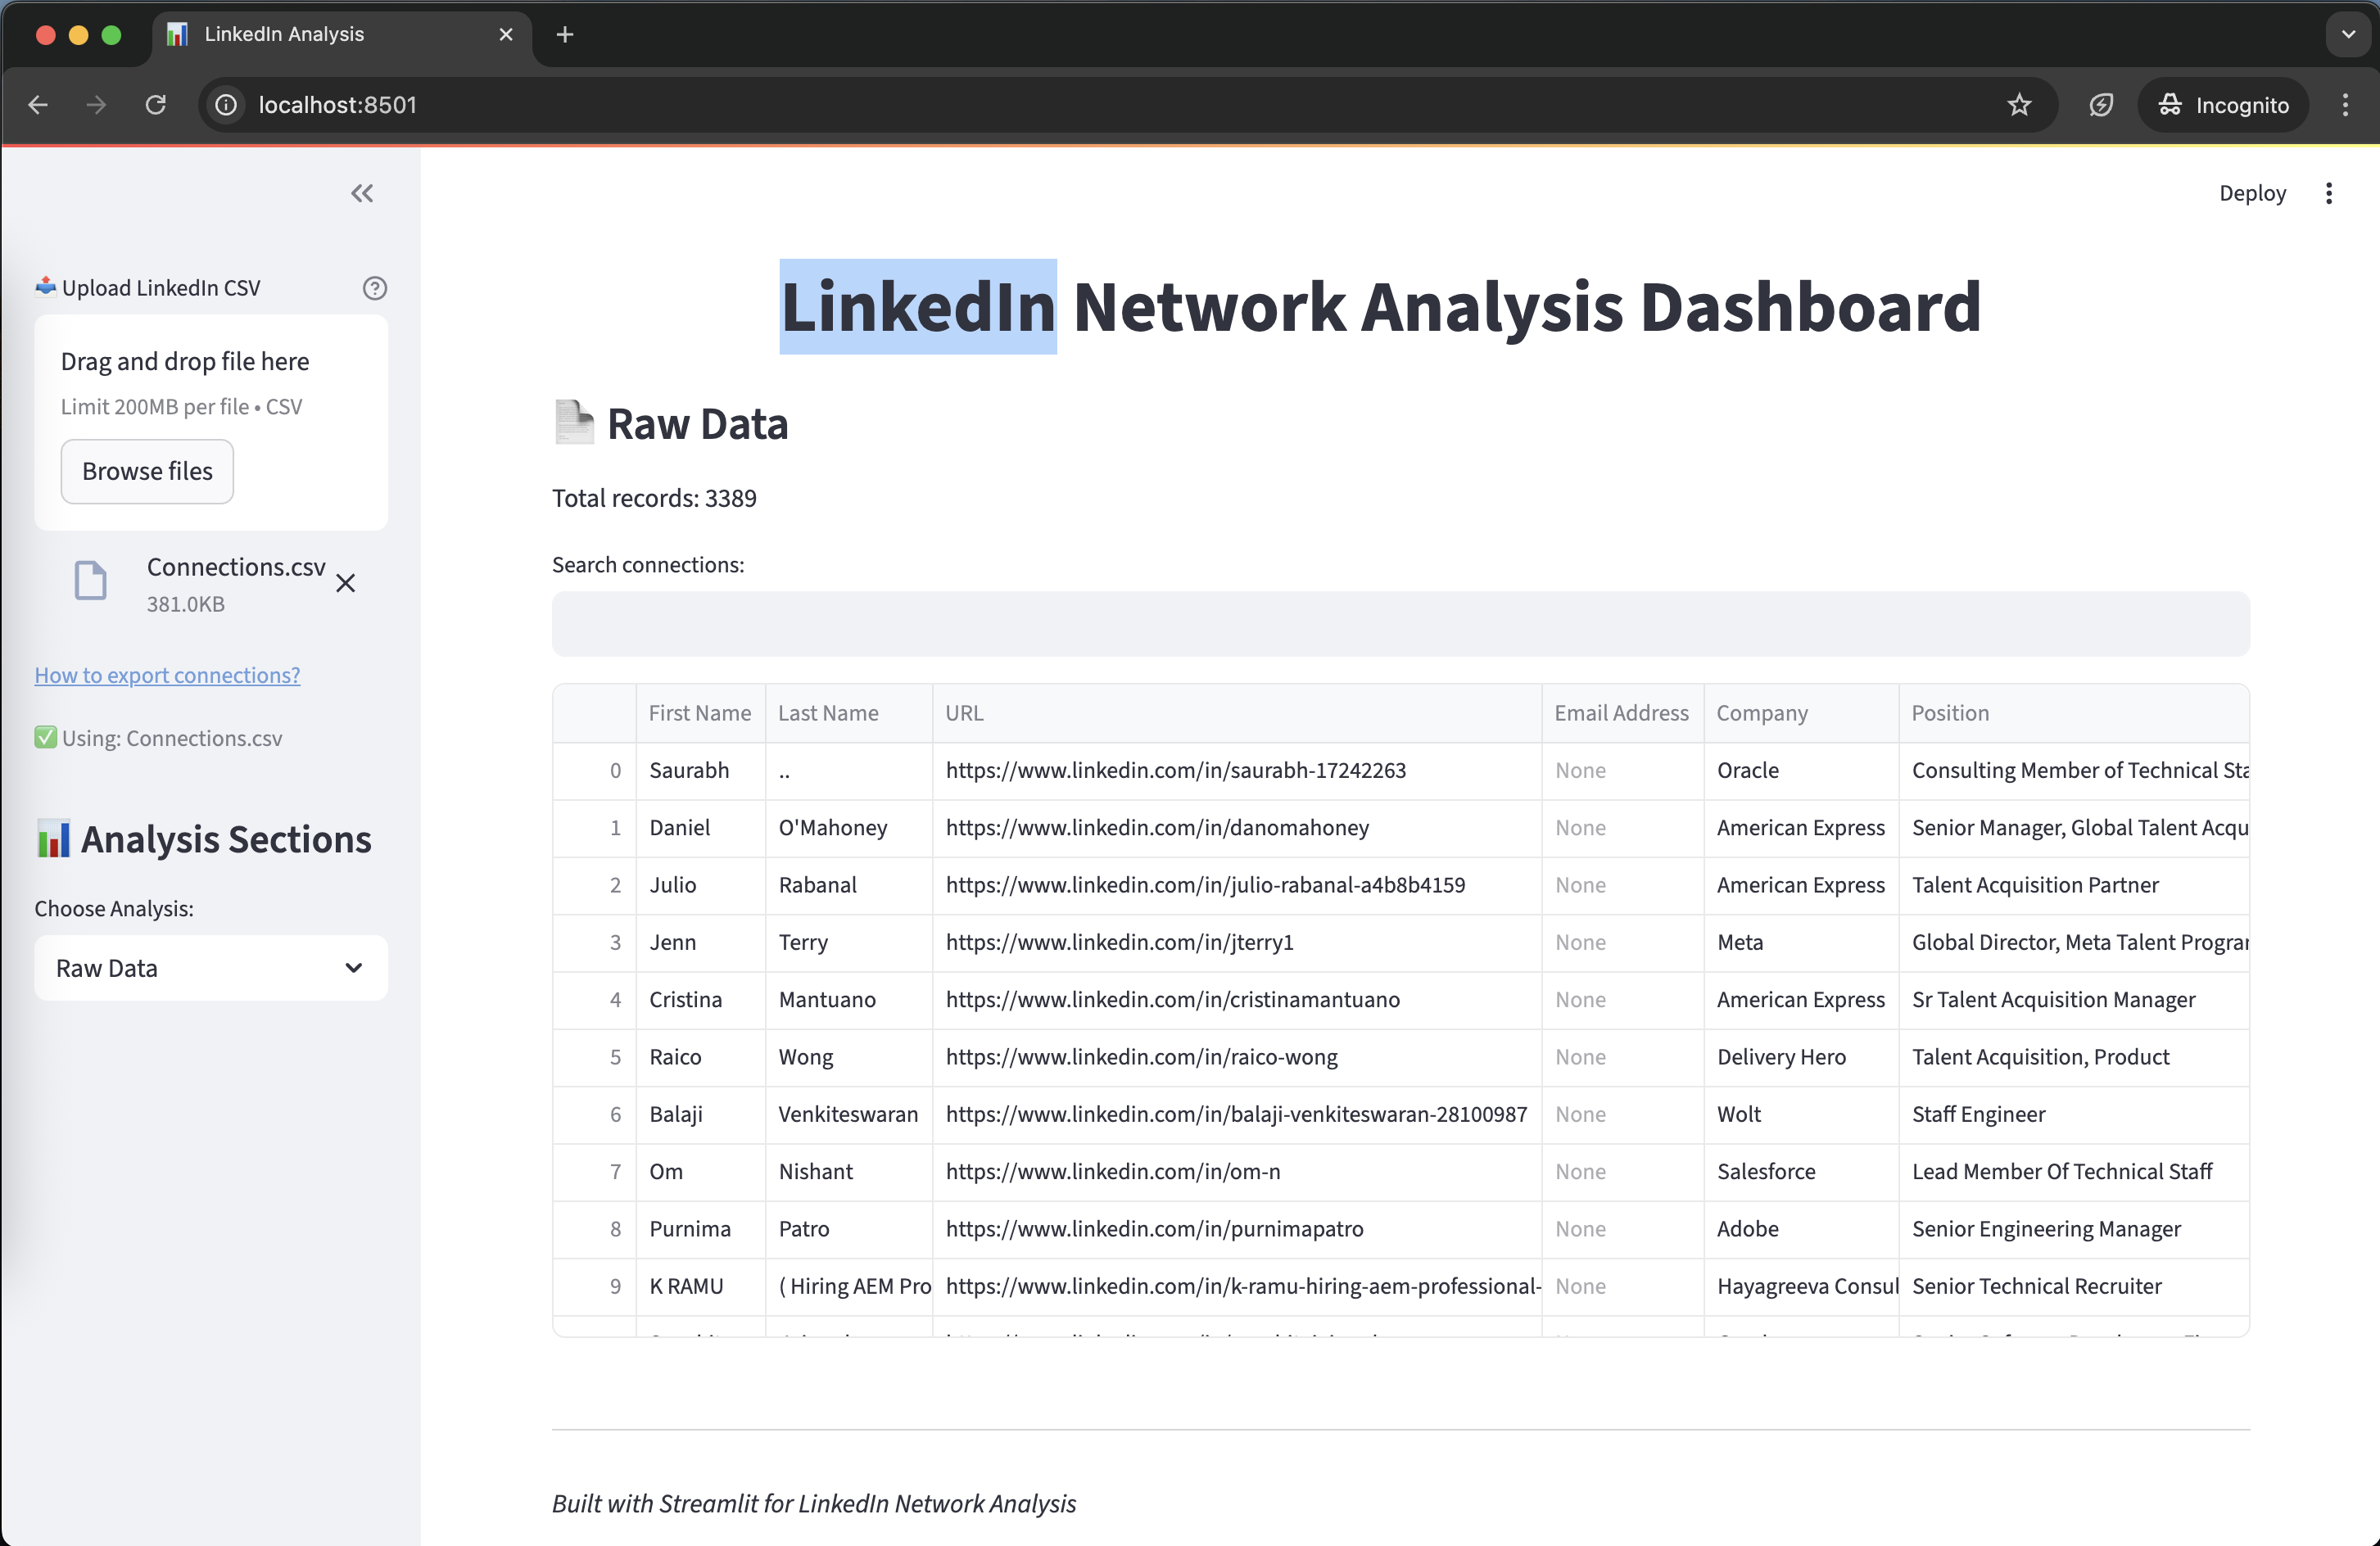 LinkedIn Analysis
localhost:8501
Incognito
Deploy
Upload LinkedIn CSV
Drag and drop file here
Limit 200MB per file • CSV
Browse files
Connections.csv
381.0KB
How to export connections?
Using: Connections.csv
Analysis Sections
Choose Analysis:
Raw Data
LinkedIn Network Analysis Dashboard
Raw Data
Total records: 3389
Search connections:
First Name Last Name URL Email Address Company Position
0 Saurabh .. https://www.linkedin.com/in/saurabh-17242263 None Oracle Consulting Member of Technical Sta
1 Daniel O'Mahoney https://www.linkedin.com/in/danomahoney None American Express Senior Manager, Global Talent Acqu
2 Julio Rabanal https://www.linkedin.com/in/julio-rabanal-a4b8b4159 None American Express Talent Acquisition Partner
3 Jenn Terry https://www.linkedin.com/in/jterry1 None Meta Global Director, Meta Talent Progra
4 Cristina Mantuano https://www.linkedin.com/in/cristinamantuano None American Express Sr Talent Acquisition Manager
5 Raico Wong https://www.linkedin.com/in/raico-wong None Delivery Hero Talent Acquisition, Product
6 Balaji Venkiteswaran https://www.linkedin.com/in/balaji-venkiteswaran-28100987 None Wolt Staff Engineer
7 Om Nishant https://www.linkedin.com/in/om-n None Salesforce Lead Member Of Technical Staff
8 Purnima Patro https://www.linkedin.com/in/purnimapatro None Adobe Senior Engineering Manager
9 K RAMU ( Hiring AEM Pro https://www.linkedin.com/in/k-ramu-hiring-aem-professional- None Hayagreeva Consul Senior Technical Recruiter
Built with Streamlit for LinkedIn Network Analysis